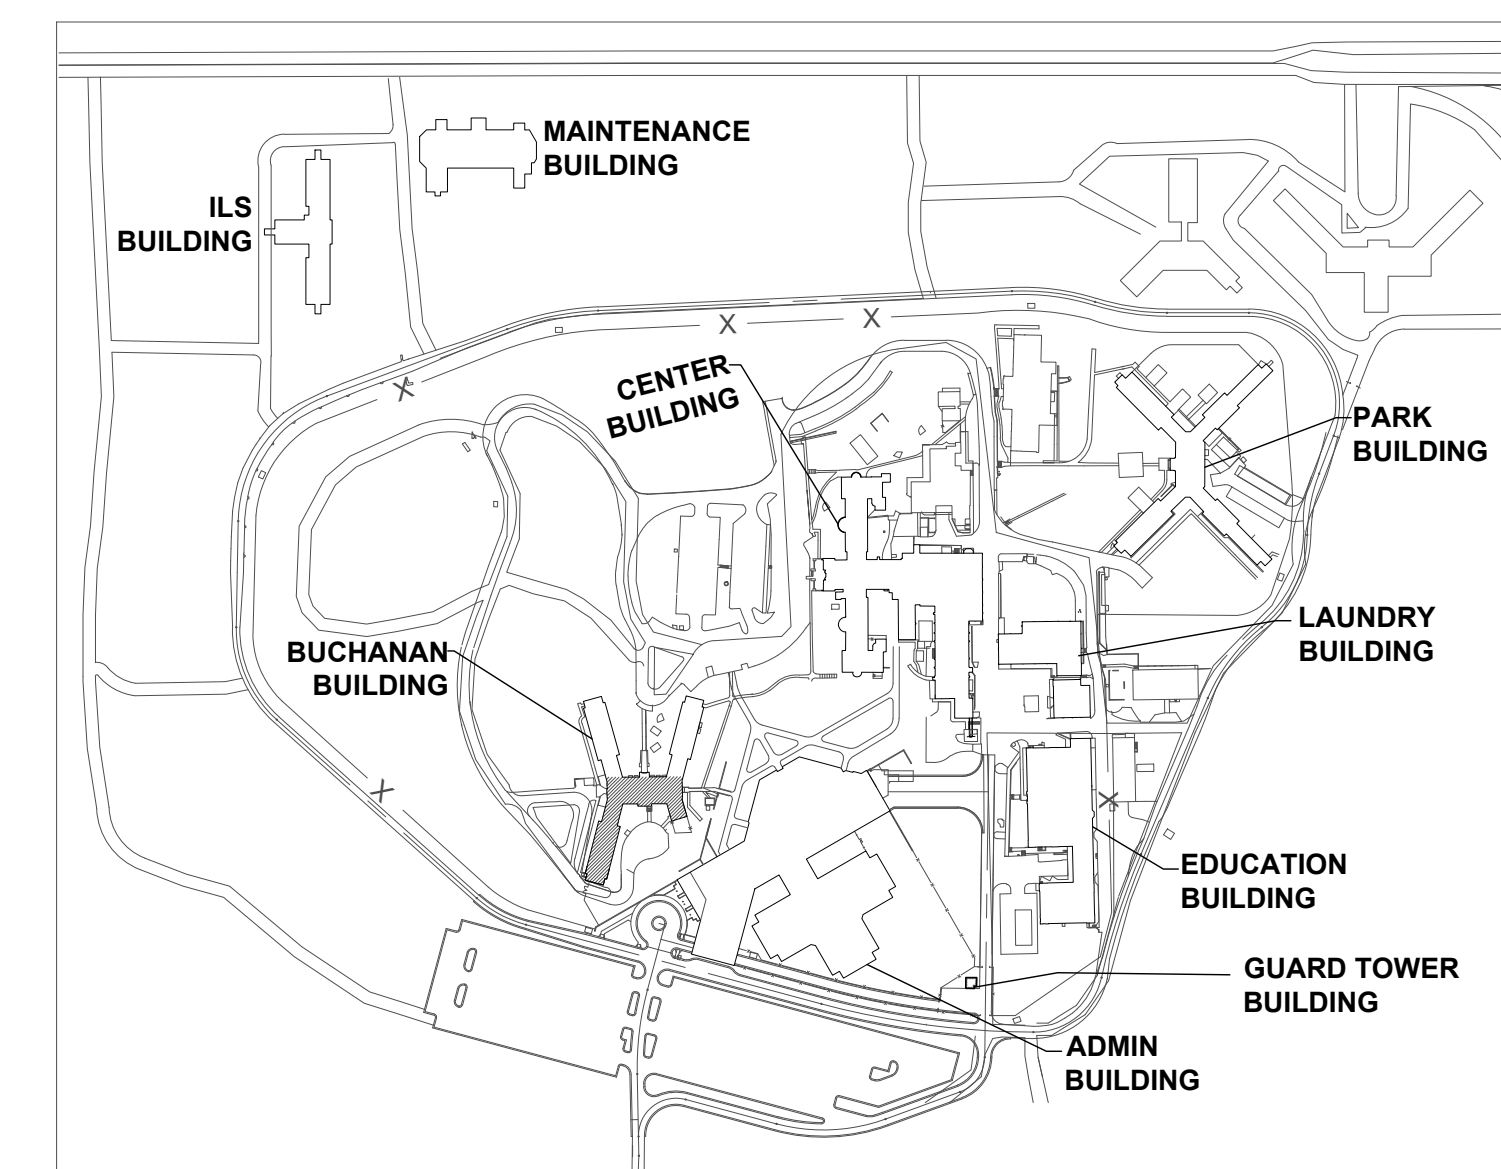 MAINTENANCE
BUILDING
ILS
BUILDING
X
X
X
CENTER
BUILDING
PARK
BUILDING
LAUNDRY
BUILDING
BUCHANAN
BUILDING
X
X
EDUCATION
BUILDING
GUARD TOWER
BUILDING
ADMIN
BUILDING